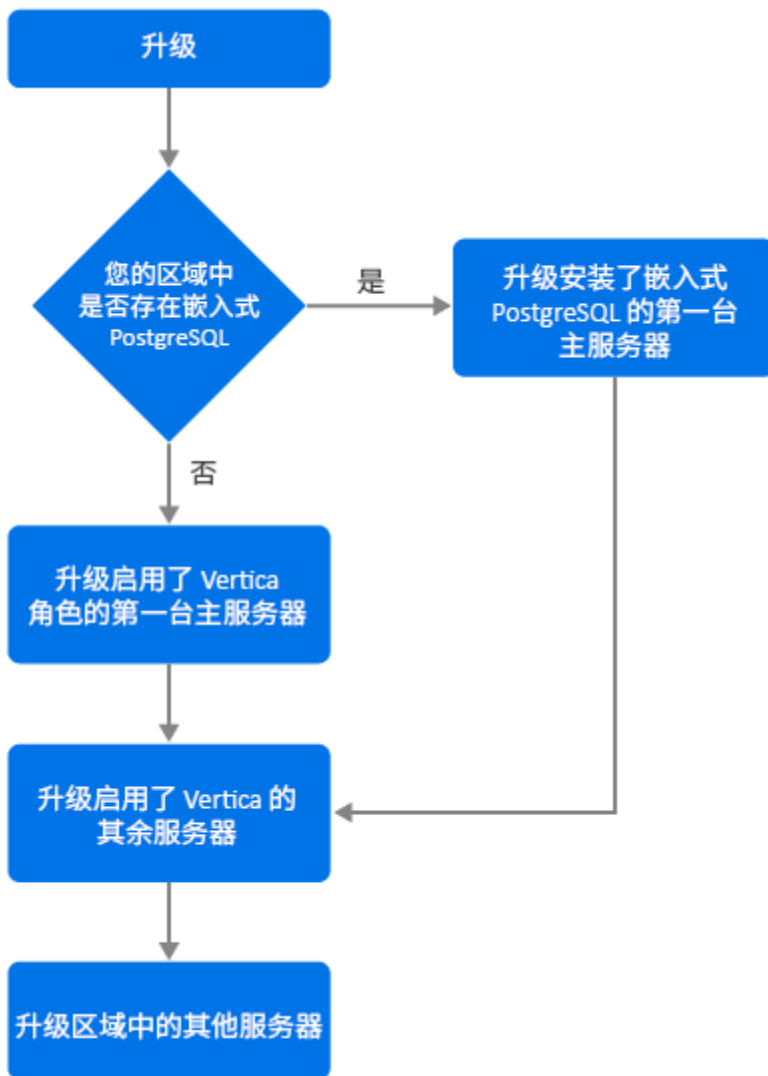 升级
您的区域中
是否存在嵌入式
PostgreSQL
是
升级安装了嵌入式
PostgreSQL 的第一台
主服务器
否
升级启用了 Vertica
角色的第一台主服务器
升级启用了 Vertica 的
其余服务器
升级区域中的其他服务器